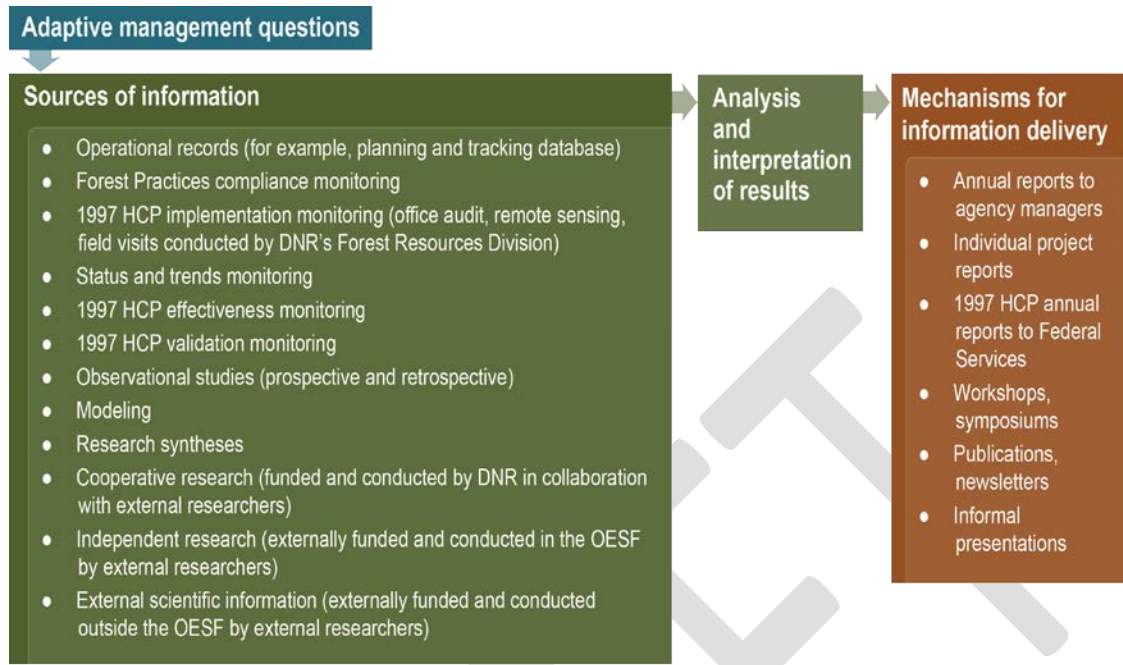 Adaptive management questions
Sources of information
● Operational records (for example, planning and tracking database)
● Forest Practices compliance monitoring
● 1997 HCP implementation monitoring (office audit, remote sensing,
field visits conducted by DNR's Forest Resources Division)
● Status and trends monitoring
● 1997 HCP effectiveness monitoring
● 1997 HCP validation monitoring
● Observational studies (prospective and retrospective)
● Modeling
● Research syntheses
● Cooperative research (funded and conducted by DNR in collaboration
with external researchers)
● Independent research (externally funded and conducted in the OESF
by external researchers)
● External scientific information (externally funded and conducted
outside the OESF by external researchers)
Analysis
and
interpretation
of results
Mechanisms for
information delivery
● Annual reports to
agency managers
● Individual project
reports
● 1997 HCP annual
reports to Federal
Services
● Workshops,
symposiums
● Publications,
newsletters
● Informal
presentations